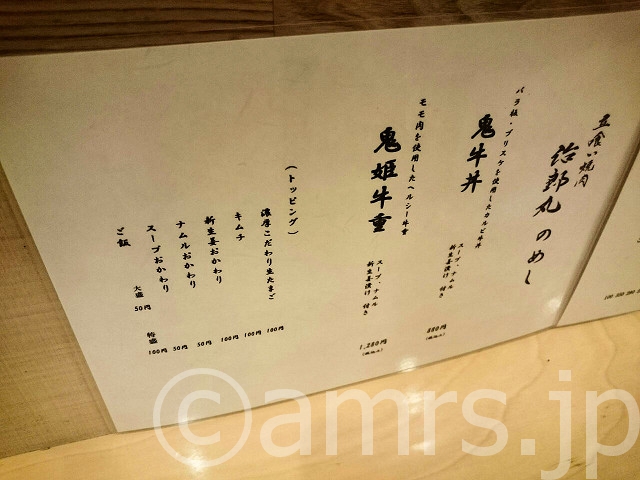 立喰い焼肉
治郎丸 のめし
バラ板・ブリスケを使用したカルビ牛丼
鬼牛丼
スープ・ナムル
新生姜漬け 付き
880円
(税込み)
モモ肉を使用したヘルシー牛重
鬼姫牛重
スープ・ナムル
新生姜漬け 付き
1,280円
(税込み)
(トッピング)
濃厚こだわり生たまご 100円
キムチ 100円
新生姜おかわり 100円
ナムルおかわり 50円
スープおかわり 50円
ご飯 大盛 50円 特盛 100円
©amrs.jp